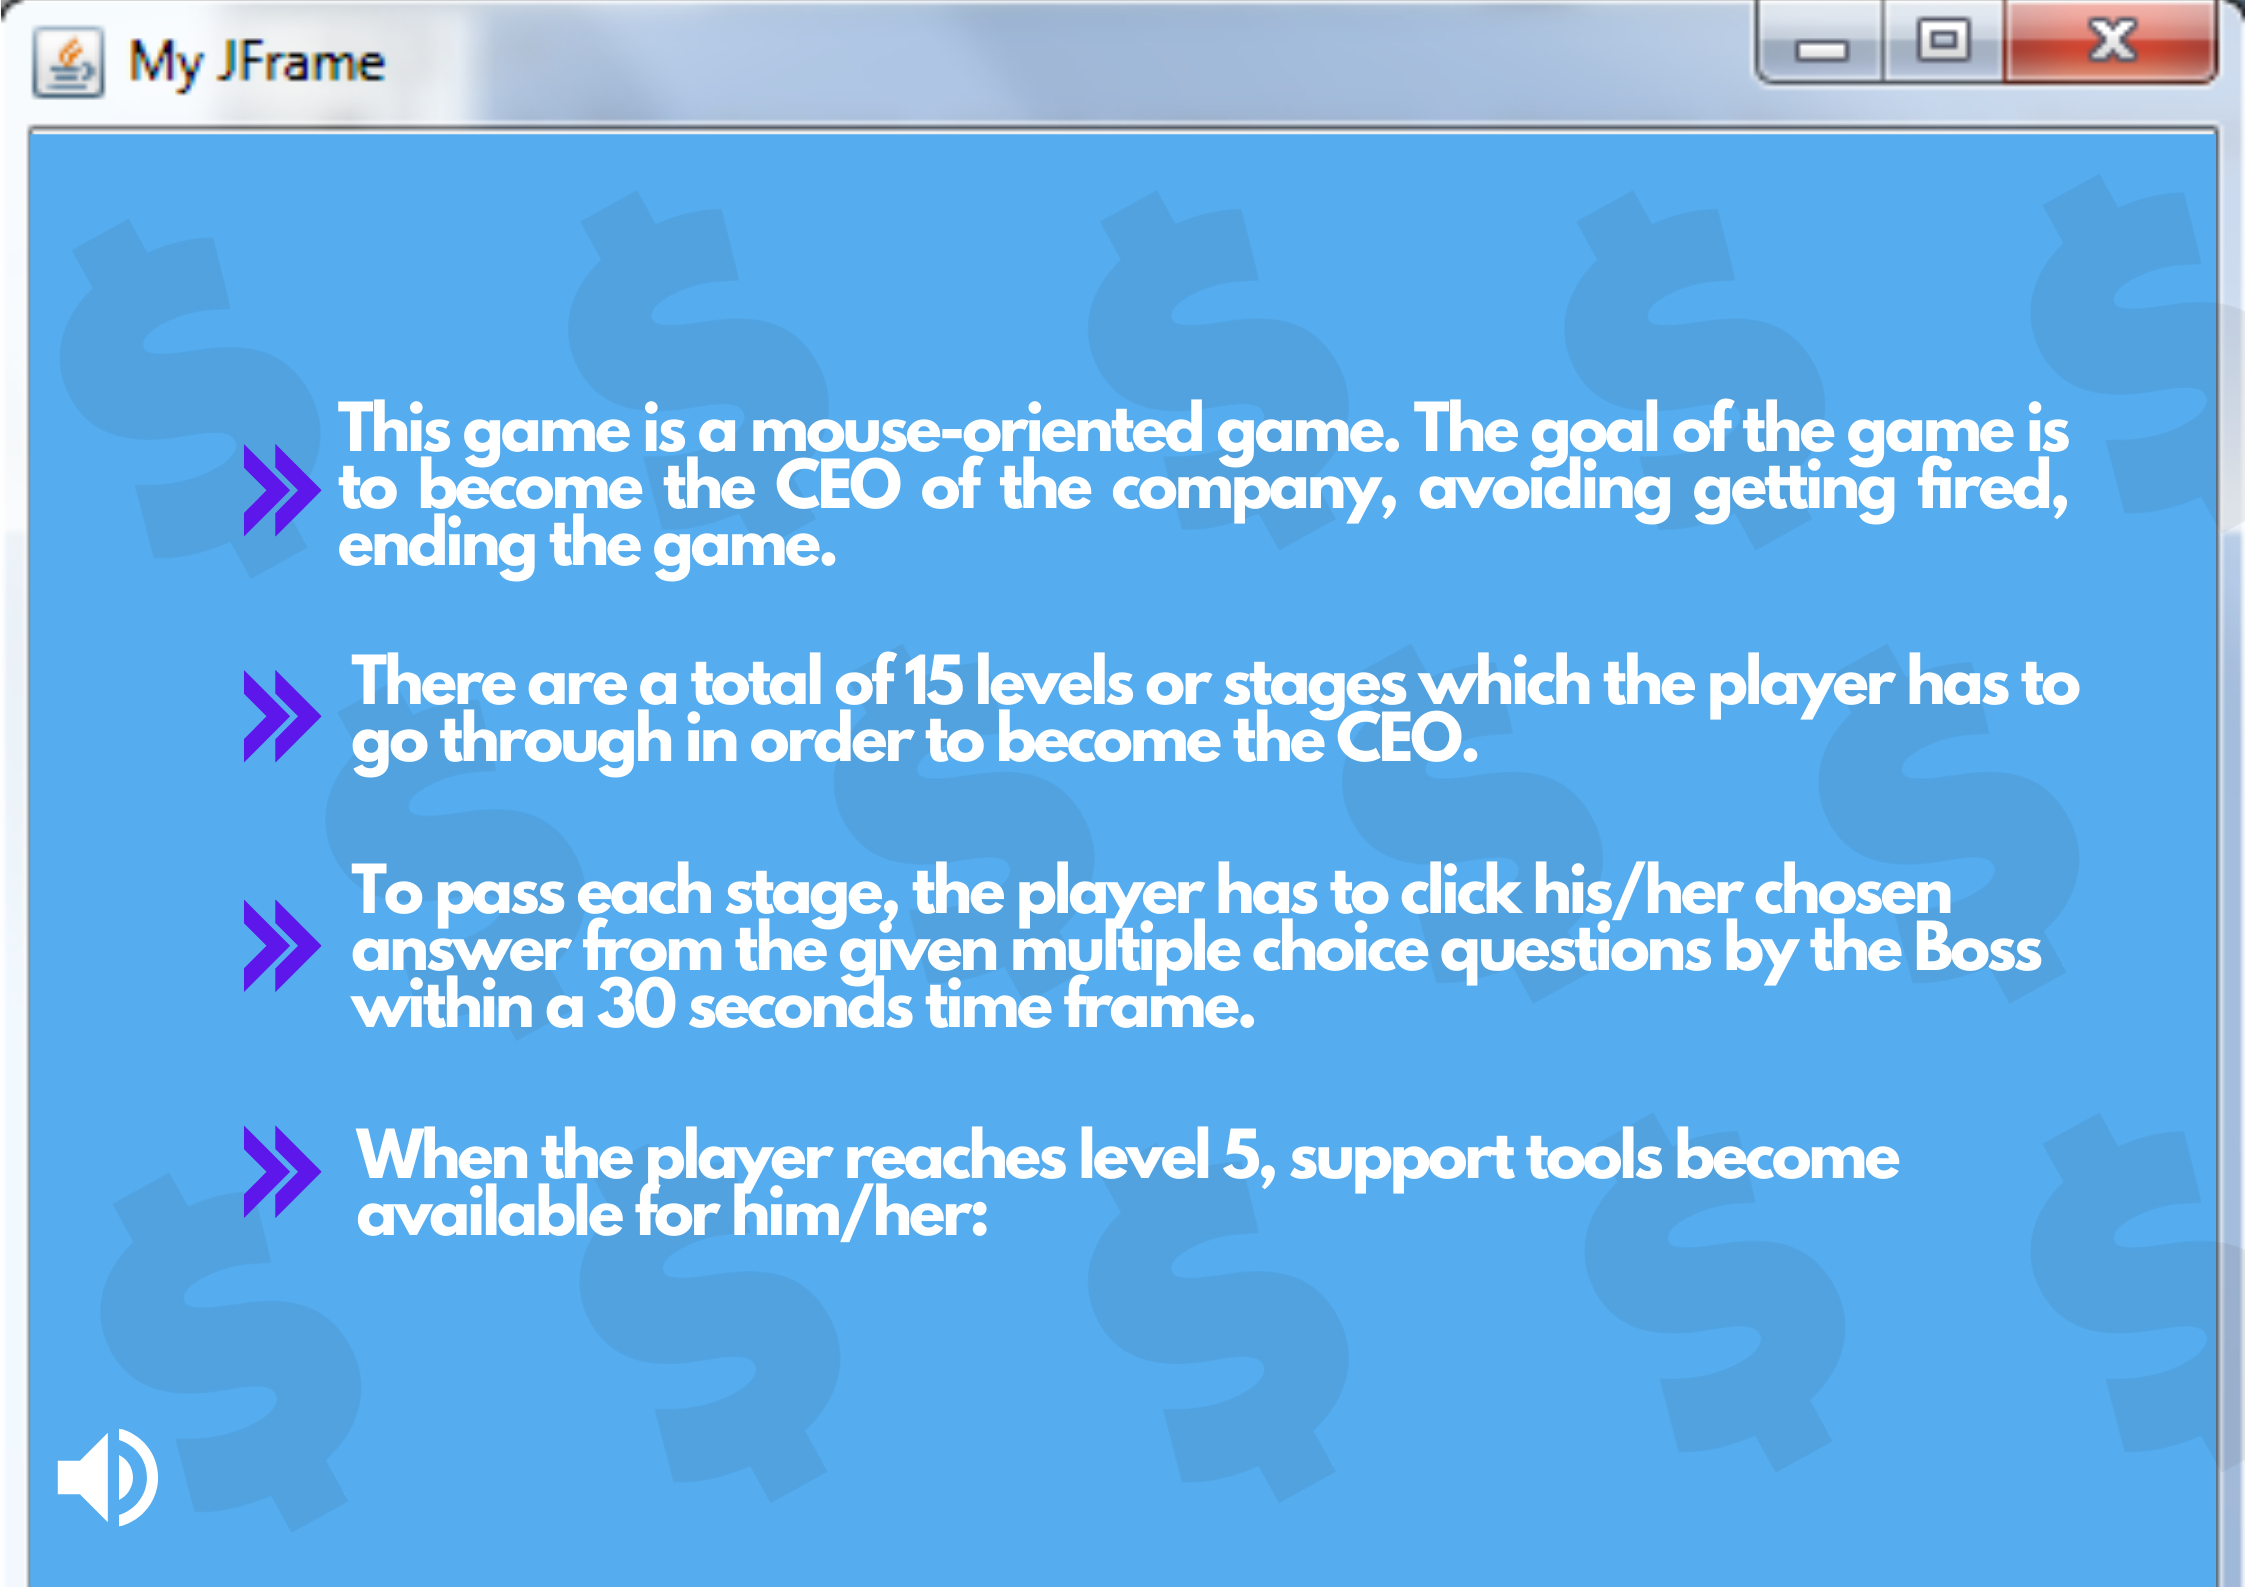 My JFrame
This game is a mouse-oriented game. The goal of the game is
to become the CEO of the company, avoiding getting fired,
ending the game.
There are a total of 15 levels or stages which the player has to
go through in order to become the CEO.
To pass each stage, the player has to click his/her chosen
answer from the given multiple choice questions by the Boss
within a 30 seconds time frame.
When the player reaches level 5, support tools become
available for him/her: